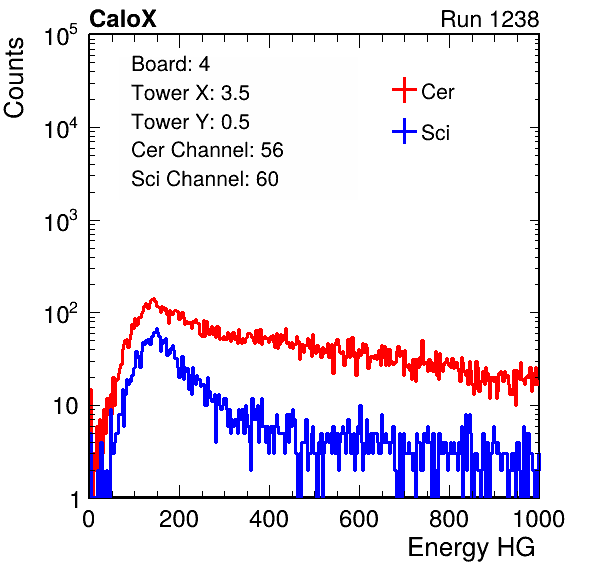 CaloX Run 1238
Counts
Board: 4
Tower X: 3.5
Tower Y: 0.5
Cer Channel: 56
Sci Channel: 60
Cer
Sci
10^5
10^4
10^3
10^2
10
1
0 200 400 600 800 1000
Energy HG